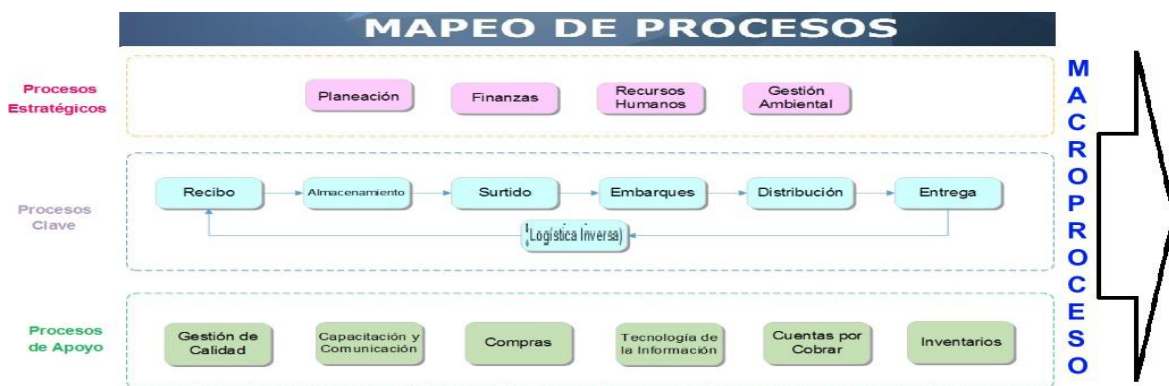 MAPEO DE PROCESOS
Procesos
Estratégicos
Planeación
Finanzas
Recursos
Humanos
Gestión
Ambiental
Procesos
Clave
Recibo
Almacenamiento
Surtido
Embarques
Distribución
Entrega
Logística Inversa)
Procesos
de Apoyo
Gestión de
Calidad
Capacitación y
Comunicación
Compras
Tecnología de
la Información
Cuentas por
Cobrar
Inventarios
MACROPROCESO